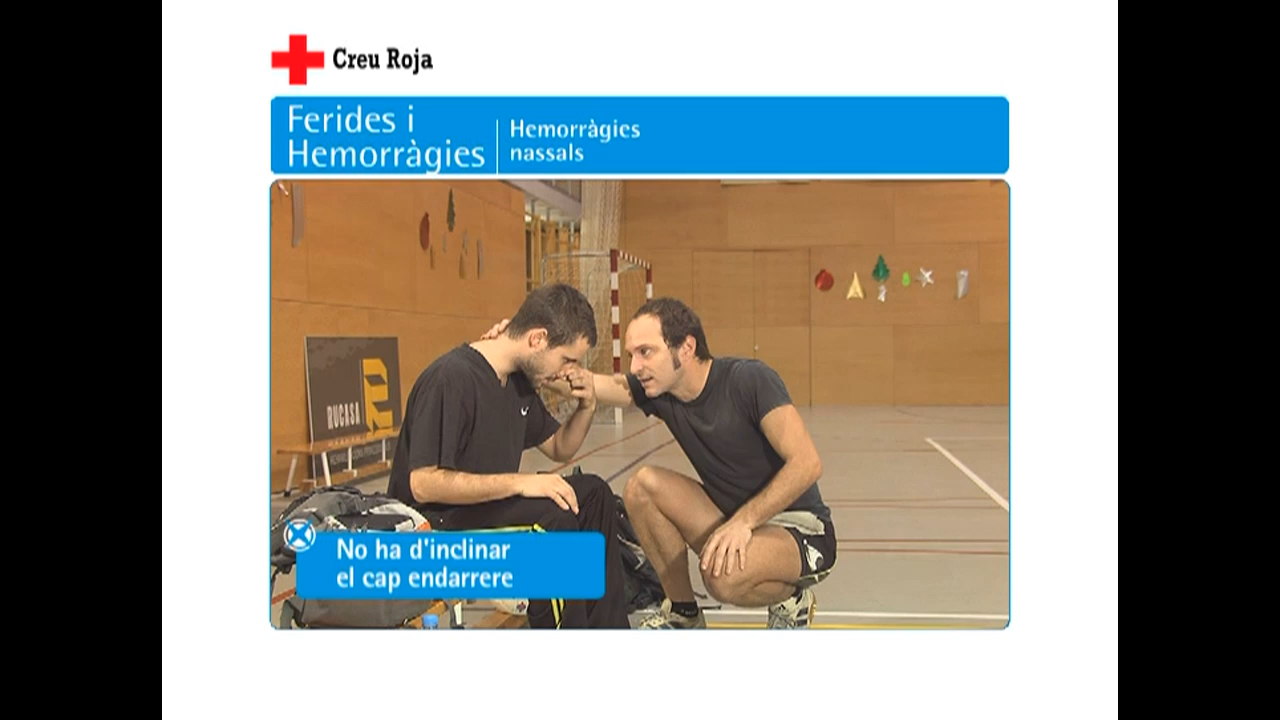 Creu Roja
Ferides i
Hemorràgies
Hemorràgies
nassals
RUCASA
No ha d'inclinar
el cap endarrere